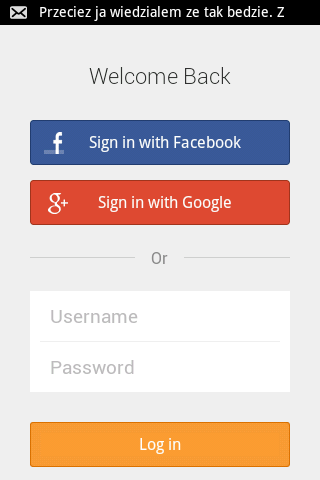 Przeciez ja wiedzialem ze tak bedzie. Z
Welcome Back
Sign in with Facebook
Sign in with Google
Or
Username
Password
Log in